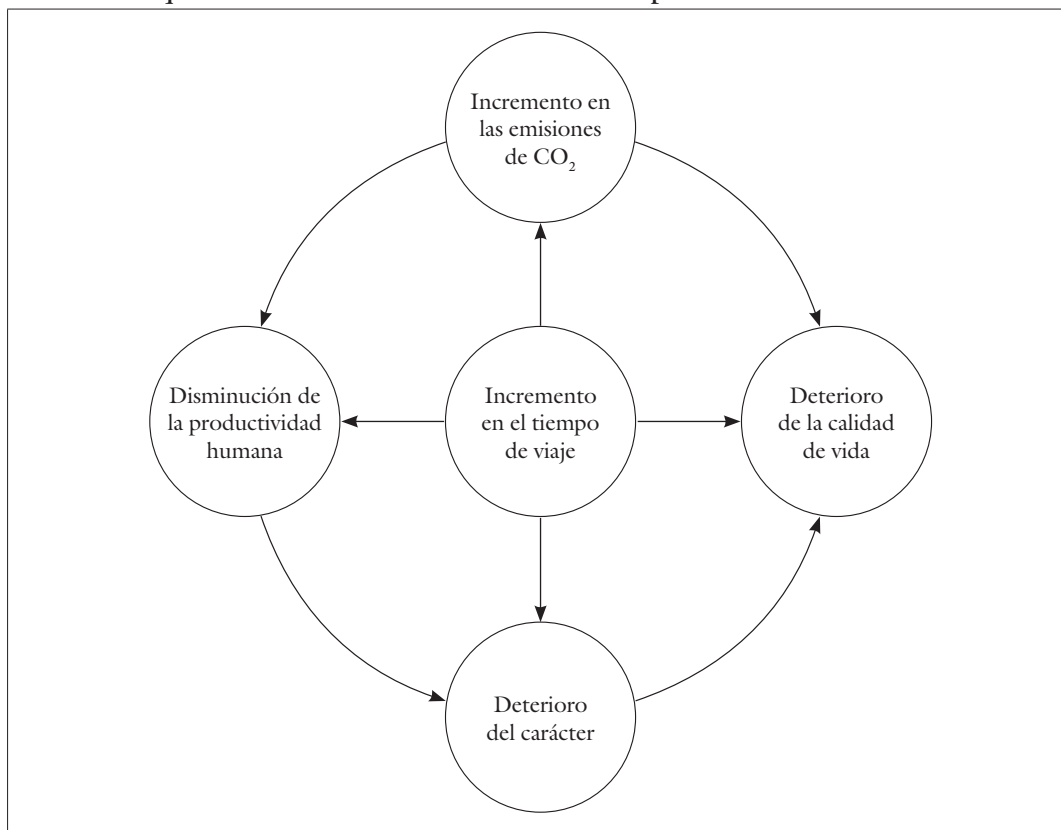 Incremento en
las emisiones
de CO₂
Disminución de
la productividad
humana
Incremento
en el tiempo
de viaje
Deterioro
de la calidad
de vida
Deterioro
del carácter